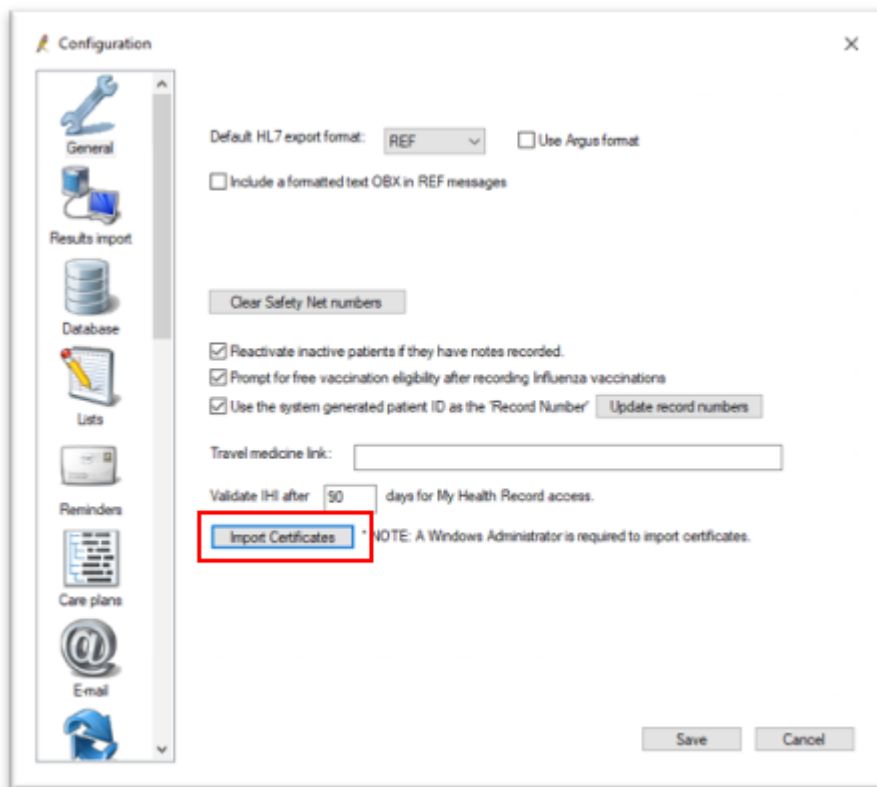 Configuration
General
Results import
Database
Lists
Reminders
Care plans
E-mail
Default HL7 export format: REF Use Argus format
Include a formatted text OBX in REF messages
Clear Safety Net numbers
Reactivate inactive patients if they have notes recorded.
Prompt for free vaccination eligibility after recording Influenza vaccinations
Use the system generated patient ID as the 'Record Number' Update record numbers
Travel medicine link:
Validate IHI after 90 days for My Health Record access.
Import Certificates * NOTE: A Windows Administrator is required to import certificates.
Save Cancel